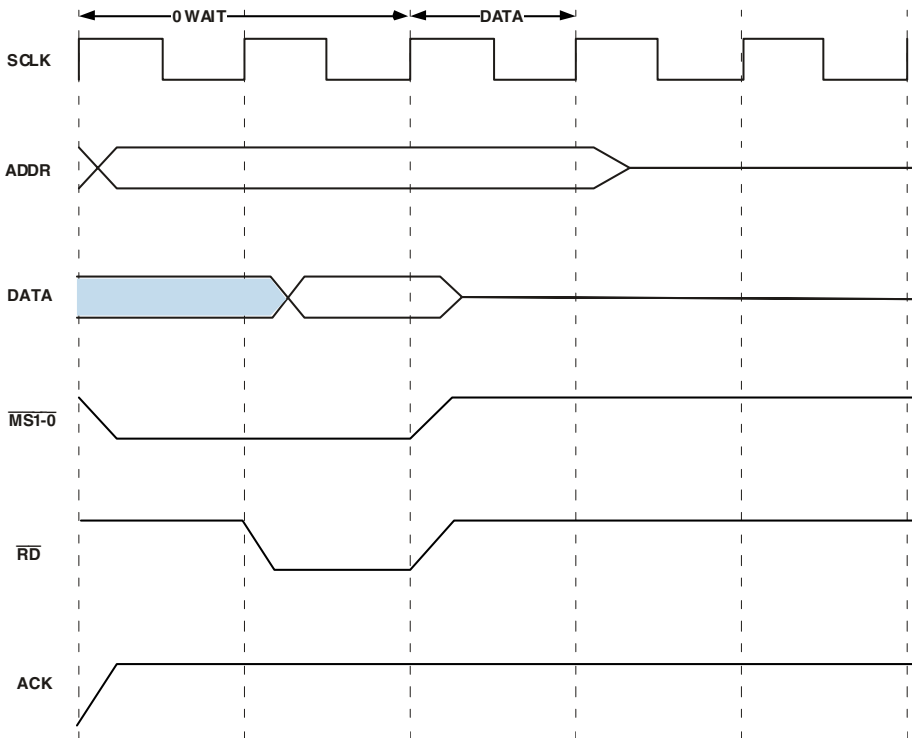 0 WAIT DATA
SCLK
ADDR
DATA
MS1-0
RD
ACK